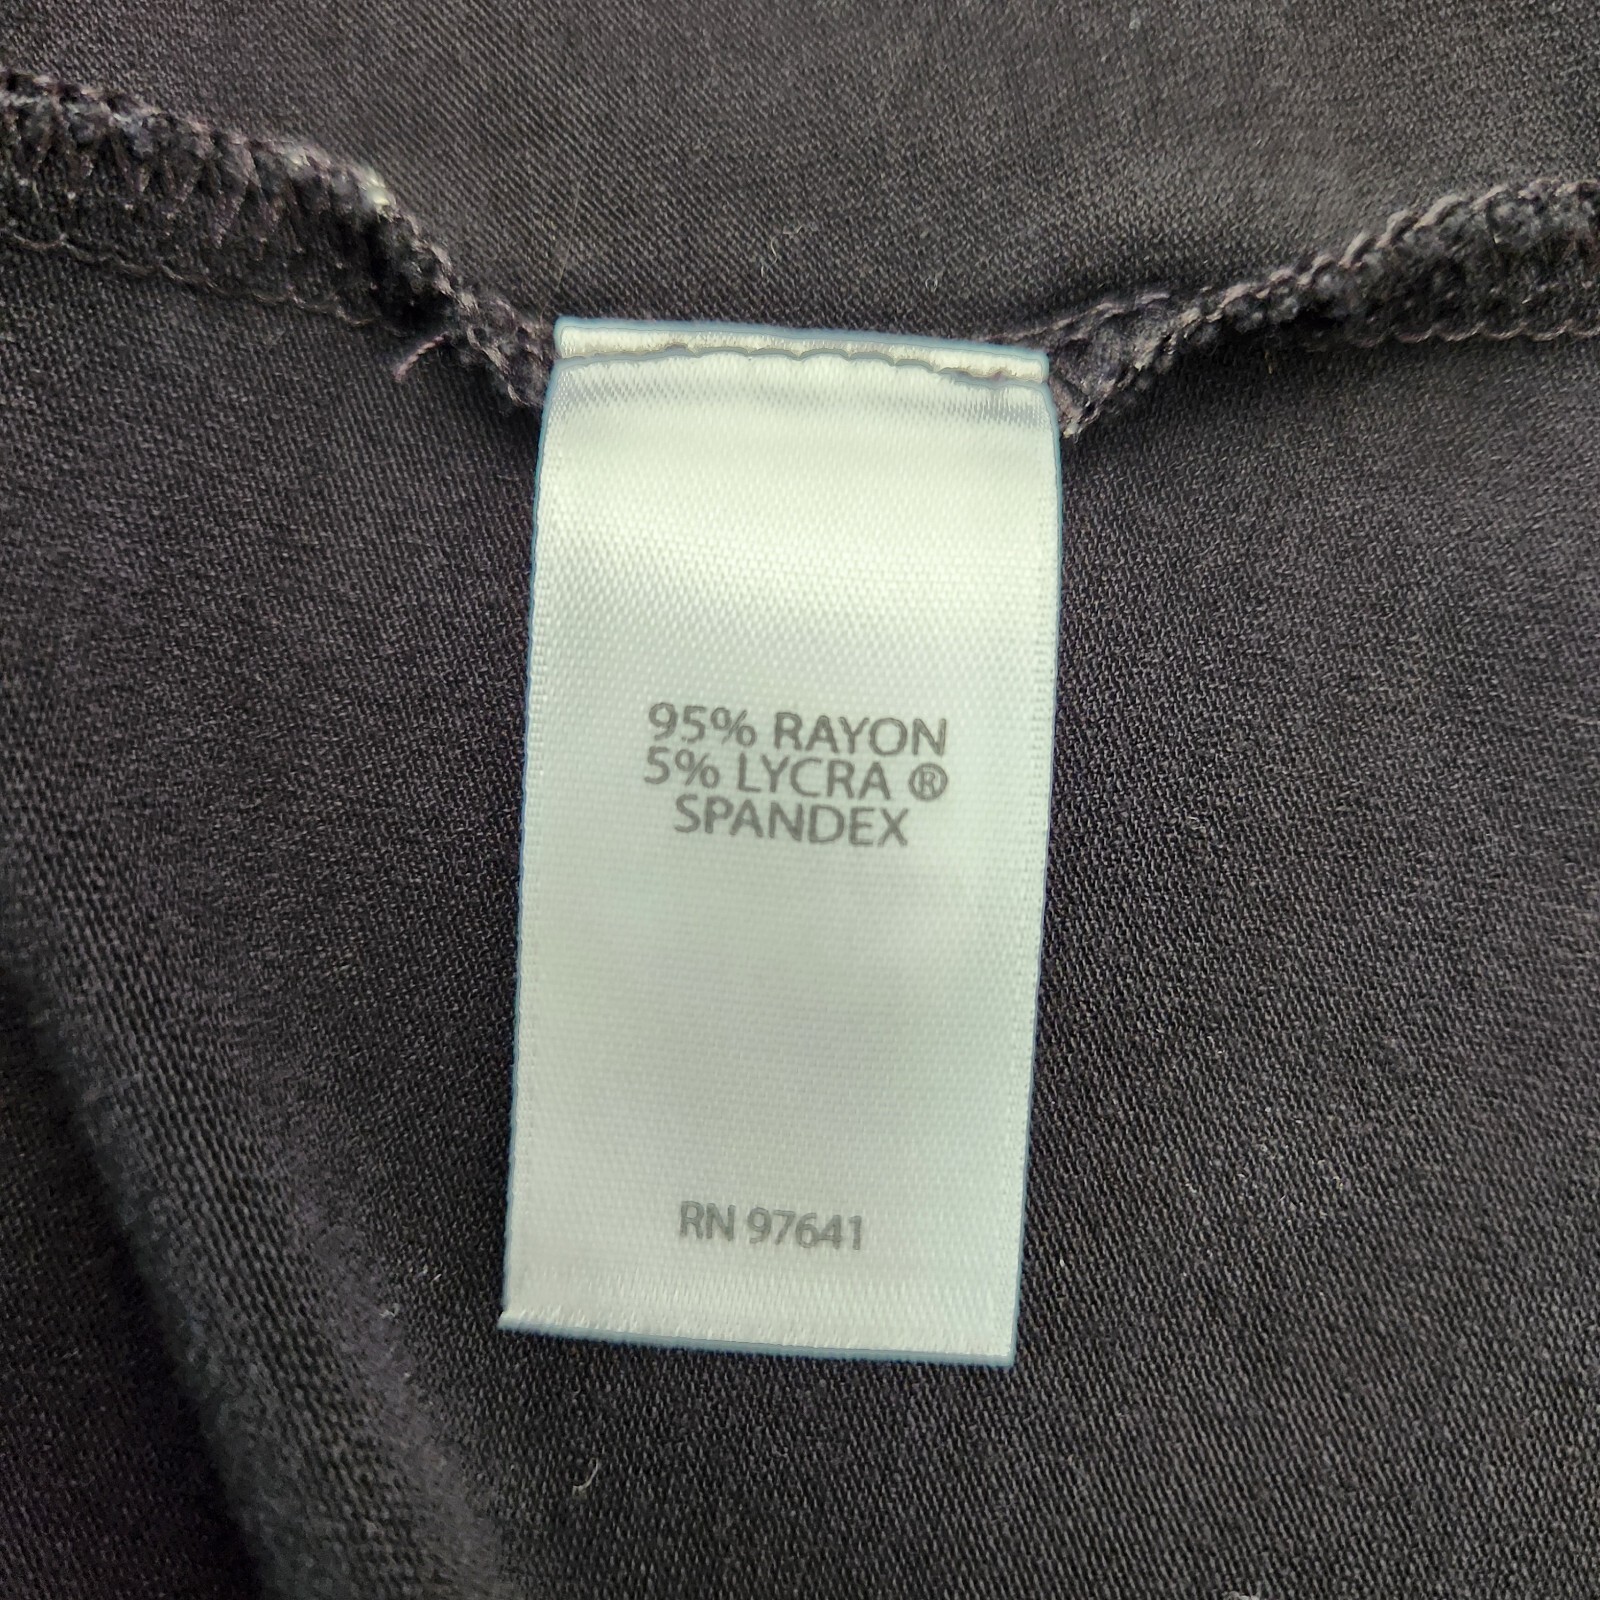 95% RAYON
5% LYCRA ®
SPANDEX
RN 97641